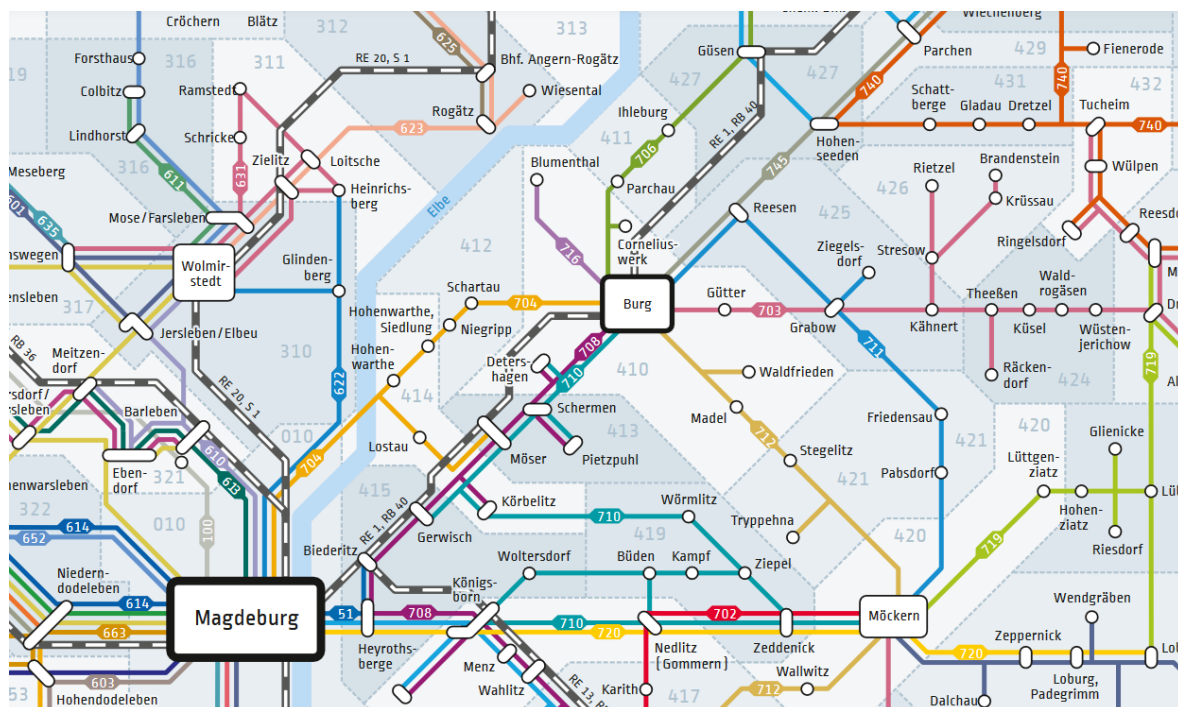 Cröchern
Blätz
312
313
Wiechenberg
Forsthaus
316
311
625
RE 20, S 1
Bhf. Angern-Rogätz
Güsen
Parchen
429
Fienerode
19
Colbitz
Ramstedt
Wiesental
427
427
740
431
740
432
Ihleburg
Schatt-
berge
Gladau
Dretzel
Tucheim
Lindhorst
Schricke
Rogätz
623
411
RE 1, RB 40
740
Zielitz
Loitsche
706
Hohen-
seeden
Meseberg
316
611
631
Blumenthal
745
Rietzel
Brandenstein
Wülpen
Heinrichs-
berg
Parchau
426
Krüssau
601
635
Mose/Farsleben
Elbe
Reesen
425
412
716
Cornelius-
werk
Ziegels-
dorf
Stresow
Ringelsdorf
Reesd
nswegen
Wolmir-
stedt
Glinden-
berg
ensleben
317
Schartau
704
Burg
Gütter
703
Grabow
Kähnert
Theeßen
Wald-
rogäsen
Küsel
Wüsten-
jerichow
Hohenwarthe,
Siedlung
Niegripp
Jersleben/Elbeu
310
RB 36
Meitzen-
dorf
Hohen-
warthe
708
711
Deters-
hagen
710
410
Waldfrieden
Räcken-
dorf
424
719
RE 20, S 1
622
414
Schermen
413
Madel
Friedensau
rsdorf/
rsleben
Barleben
010
704
Lostau
Möser
Pietzpuhl
712
Stegelitz
421
420
Glienicke
610
613
Eben-
dorf
321
Pabsdorf
Lüttgen-
ziatz
415
RE 1, RB 40
Körbelitz
421
Hohen-
ziatz
henwarsleben
322
010
100
614
652
Gerwisch
710
Wörmlitz
419
Tryppehna
420
719
Riesdorf
Biederitz
Woltersdorf
Büden
Kampf
Ziepel
Niedern-
dodeleben
614
Königs-
born
Magdeburg
51
708
710
720
702
Möckern
Wendgräben
663
Heyroths-
berge
Menz
Wahlitz
RE 13,
Nedlitz
(Gommern)
Zeddenick
720
Zeppernick
603
Hohendodeleben
53
Karith
417
712
Wallwitz
Dalchau
Loburg,
Padegrimm